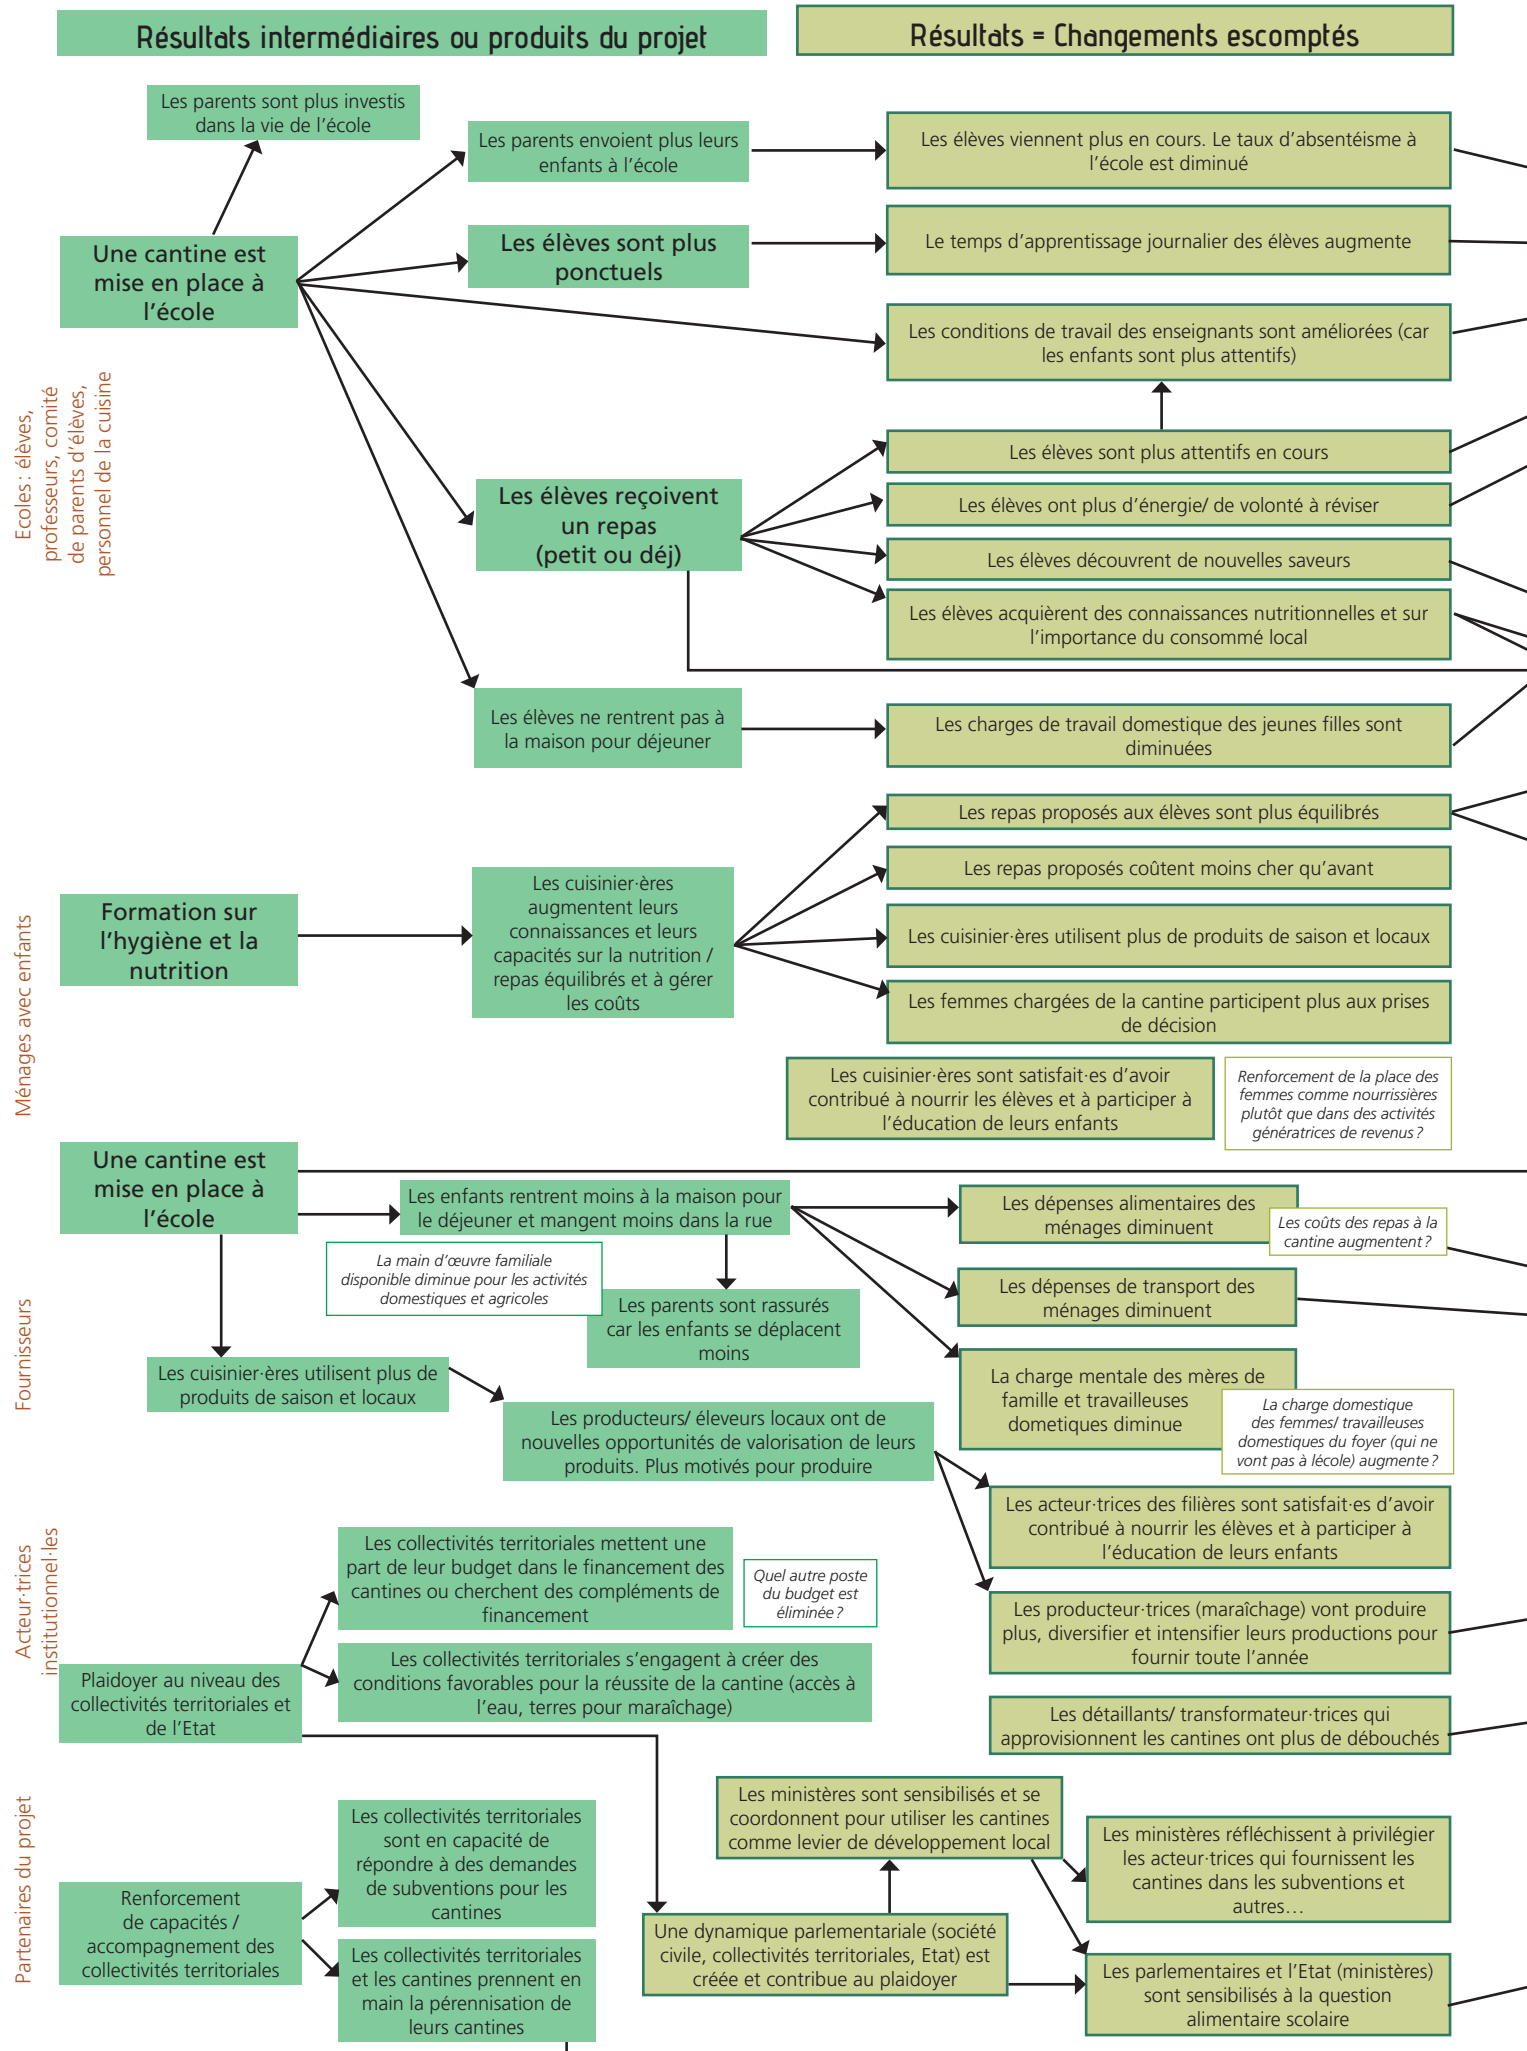 Résultats intermédiaires ou produits du projet
Résultats = Changements escomptés
Les parents sont plus investis
dans la vie de l'école
Les parents envoient plus leurs
enfants à l'école
Les élèves viennent plus en cours. Le taux d'absentéisme à
l'école est diminué
Une cantine est
mise en place à
l'école
Les élèves sont plus
ponctuels
Le temps d'apprentissage journalier des élèves augmente
Les conditions de travail des enseignants sont améliorées (car
les enfants sont plus attentifs)
Ecoles : élèves,
professeurs, comité
de parents d'élèves,
personnel de la cuisine
Les élèves reçoivent
un repas
(petit ou déj)
Les élèves sont plus attentifs en cours
Les élèves ont plus d'énergie/ de volonté à réviser
Les élèves découvrent de nouvelles saveurs
Les élèves acquièrent des connaissances nutritionnelles et sur
l'importance du consommé local
Les élèves ne rentrent pas à
la maison pour déjeuner
Les charges de travail domestique des jeunes filles sont
diminuées
Ménages avec enfants
Formation sur
l'hygiène et la
nutrition
Les cuisinier·ères
augmentent leurs
connaissances et leurs
capacités sur la nutrition /
repas équilibrés et à gérer
les coûts
Les repas proposés aux élèves sont plus équilibrés
Les repas proposés coûtent moins cher qu'avant
Les cuisinier·ères utilisent plus de produits de saison et locaux
Les femmes chargées de la cantine participent plus aux prises
de décision
Les cuisinier·ères sont satisfait·es d'avoir
contribué à nourrir les élèves et à participer à
l'éducation de leurs enfants
Renforcement de la place des
femmes comme nourrissières
plutôt que dans des activités
génératrices de revenus ?
Une cantine est
mise en place à
l'école
Les enfants rentrent moins à la maison pour
le déjeuner et mangent moins dans la rue
Les dépenses alimentaires des
ménages diminuent
Les coûts des repas à la
cantine augmentent ?
La main d'œuvre familiale
disponible diminue pour les activités
domestiques et agricoles
Les parents sont rassurés
car les enfants se déplacent
moins
Les dépenses de transport des
ménages diminuent
Fournisseurs
Les cuisinier·ères utilisent plus de
produits de saison et locaux
La charge mentale des mères de
famille et travailleuses
dometiques diminue
La charge domestique
des femmes/ travailleuses
domestiques du foyer (qui ne
vont pas à lécole) augmente ?
Les producteurs/ éleveurs locaux ont de
nouvelles opportunités de valorisation de leurs
produits. Plus motivés pour produire
Les acteur·trices des filières sont satisfait·es d'avoir
contribué à nourrir les élèves et à participer à
l'éducation de leurs enfants
Acteur·trices
institutionnel·les
Les collectivités territoriales mettent une
part de leur budget dans le financement des
cantines ou cherchent des compléments de
financement
Quel autre poste
du budget est
éliminée ?
Les producteur·trices (maraîchage) vont produire
plus, diversifier et intensifier leurs productions pour
fournir toute l'année
Plaidoyer au niveau des
collectivités territoriales et
de l'Etat
Les collectivités territoriales s'engagent à créer des
conditions favorables pour la réussite de la cantine (accès à
l'eau, terres pour maraîchage)
Les détaillants/ transformateur·trices qui
approvisionnent les cantines ont plus de débouchés
Partenaires du projet
Les collectivités territoriales
sont en capacité de
répondre à des demandes
de subventions pour les
cantines
Les ministères sont sensibilisés et se
coordonnent pour utiliser les cantines
comme levier de développement local
Les ministères réfléchissent à privilégier
les acteur·trices qui fournissent les
cantines dans les subventions et
autres…
Renforcement
de capacités /
accompagnement des
collectivités territoriales
Les collectivités territoriales
et les cantines prennent en
main la pérennisation de
leurs cantines
Une dynamique parlementariale (société
civile, collectivités territoriales, Etat) est
créée et contribue au plaidoyer
Les parlementaires et l'Etat (ministères)
sont sensibilisés à la question
alimentaire scolaire